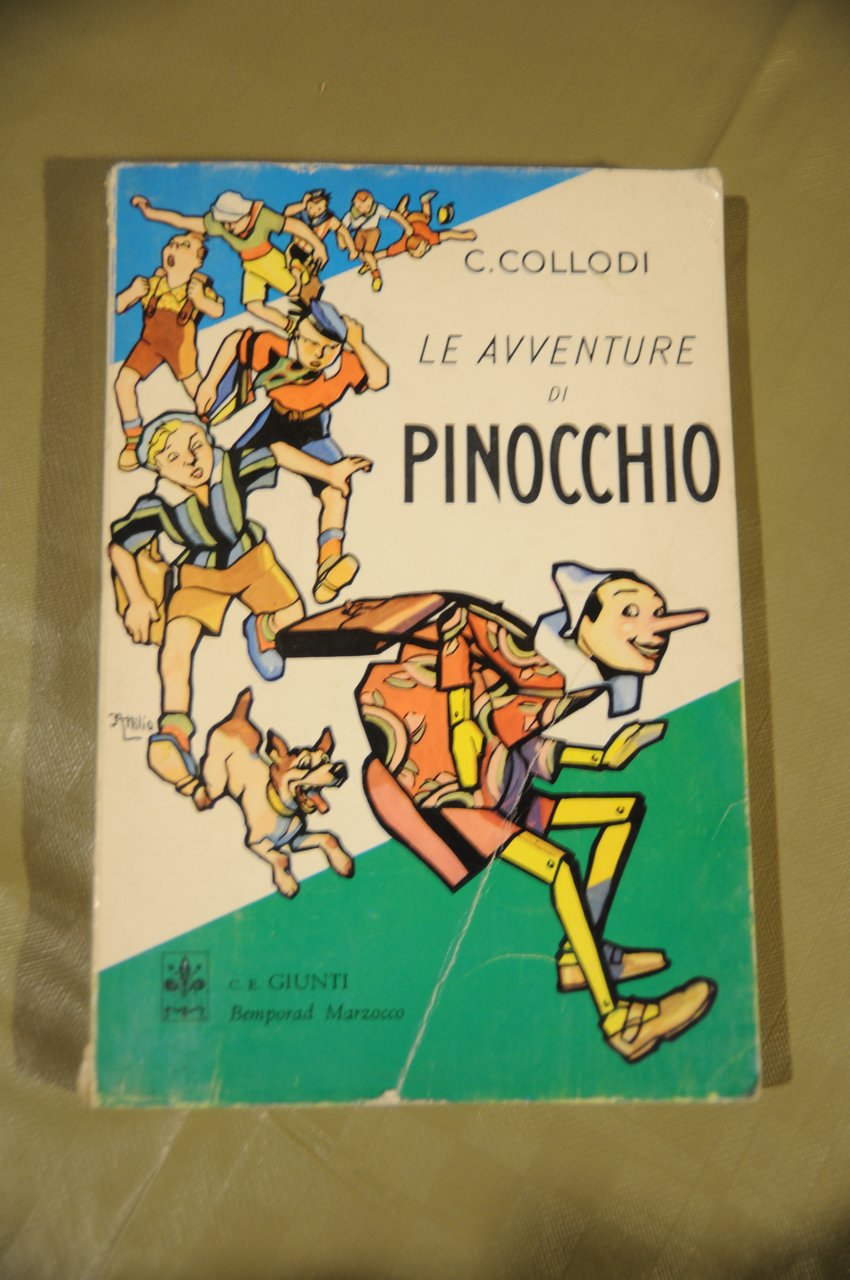 C. COLLODI
LE AVVENTURE
DI
PINOCCHIO
C. E. GIUNTI
Bemporad Marzocco